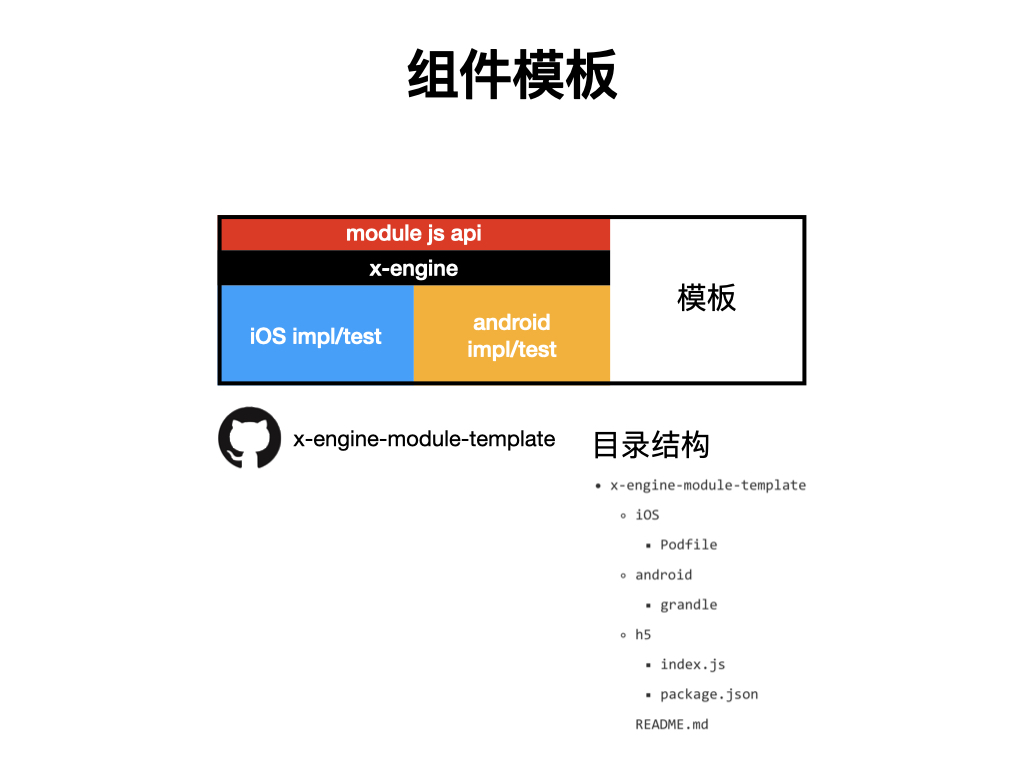 组件模板
module js api
x-engine
iOS impl/test
android
impl/test
模板
x-engine-module-template
目录结构
• x-engine-module-template
◦ iOS
▪ Podfile
◦ android
▪ grandle
◦ h5
▪ index.js
▪ package.json
README.md